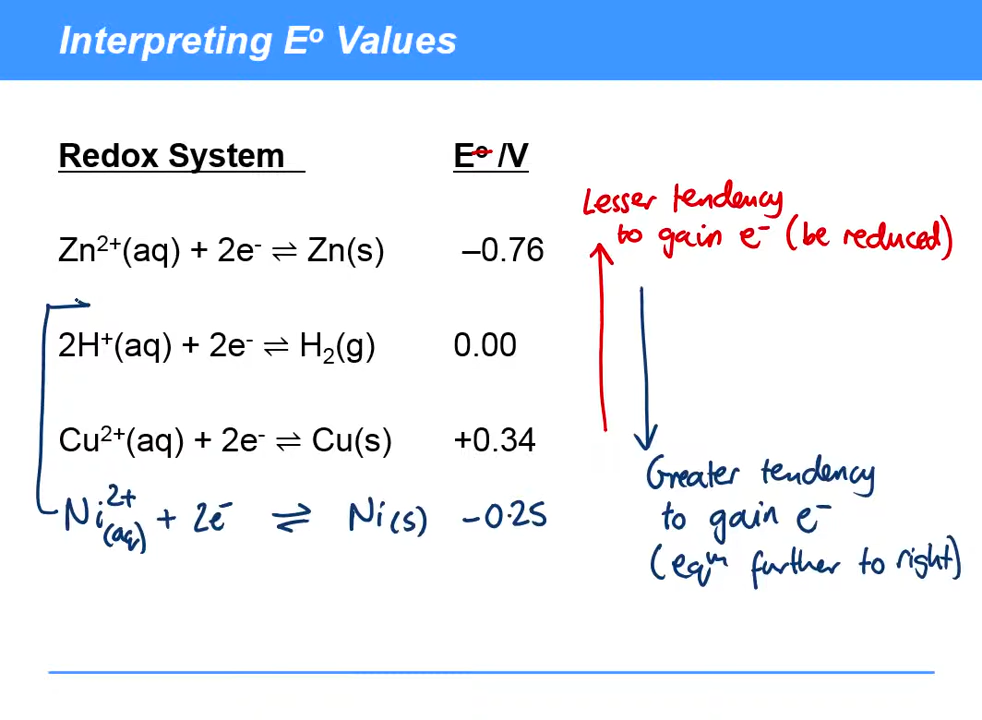 Interpreting Eº Values
Redox System E⦵ /V
Zn²⁺(aq) + 2e⁻ ⇌ Zn(s) –0.76
2H⁺(aq) + 2e⁻ ⇌ H₂(g) 0.00
Cu²⁺(aq) + 2e⁻ ⇌ Cu(s) +0.34
Ni²⁺(aq) + 2e⁻ ⇌ Ni(s) -0.25
Lesser tendency
to gain e⁻ (be reduced)
Greater tendency
to gain e⁻
(eqᵐ further to right)